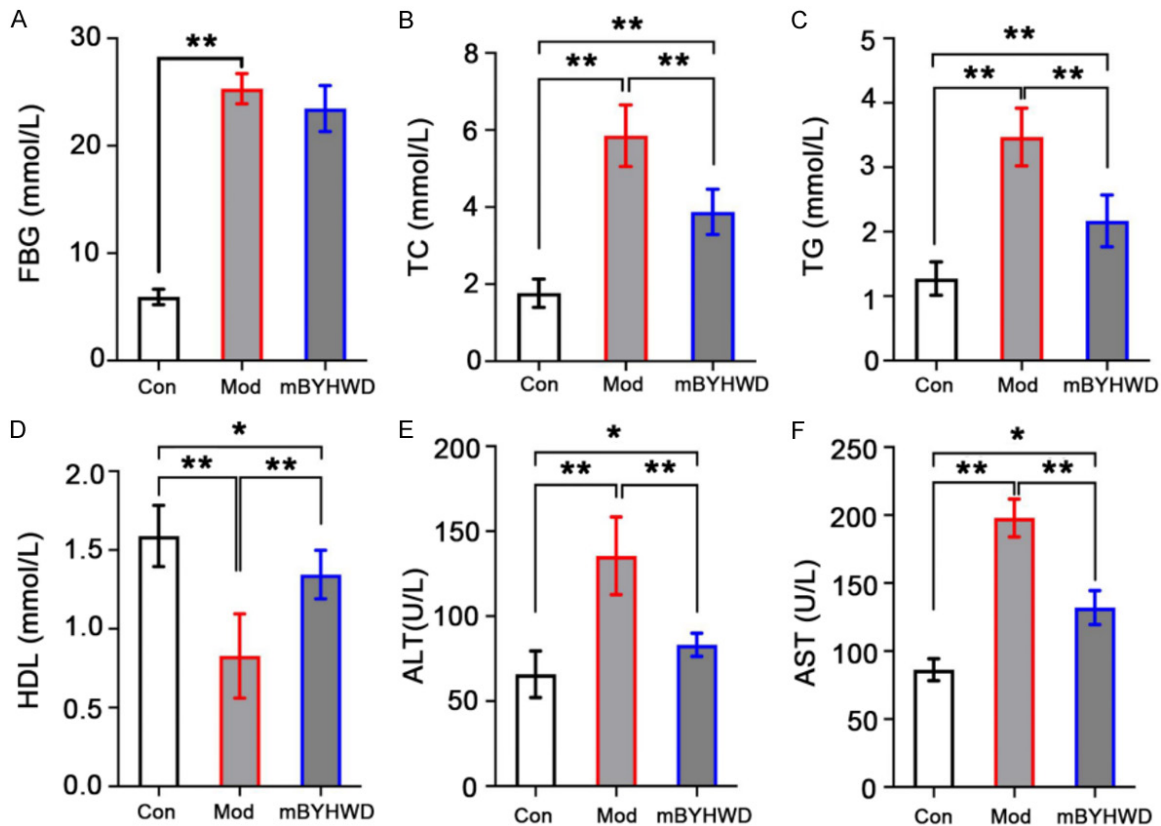 A
FBG (mmol/L)
30
20
10
0
**
Con Mod mBYHWD
B
TC (mmol/L)
8
6
4
2
0
**
** **
Con Mod mBYHWD
C
TG (mmol/L)
5
4
3
2
1
0
**
** **
Con Mod mBYHWD
D
HDL (mmol/L)
2.0
1.5
1.0
0.5
0.0
*
** **
Con Mod mBYHWD
E
ALT(U/L)
200
150
100
50
0
*
** **
Con Mod mBYHWD
F
AST (U/L)
250
200
150
100
50
0
*
** **
Con Mod mBYHWD